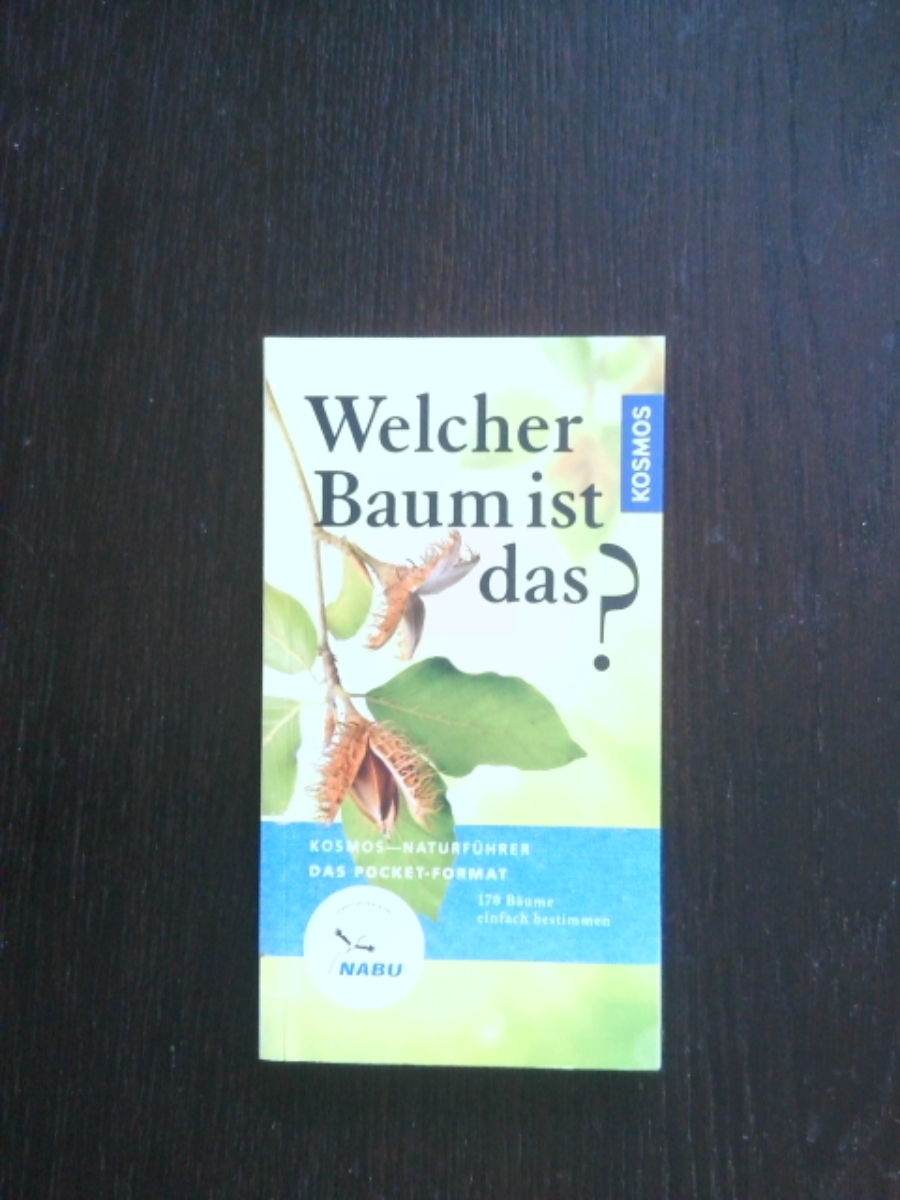 Welcher
Baum ist
das?
KOSMOS
KOSMOS—NATURFÜHRER
DAS POCKET-FORMAT
170 Bäume
einfach bestimmen
NABU